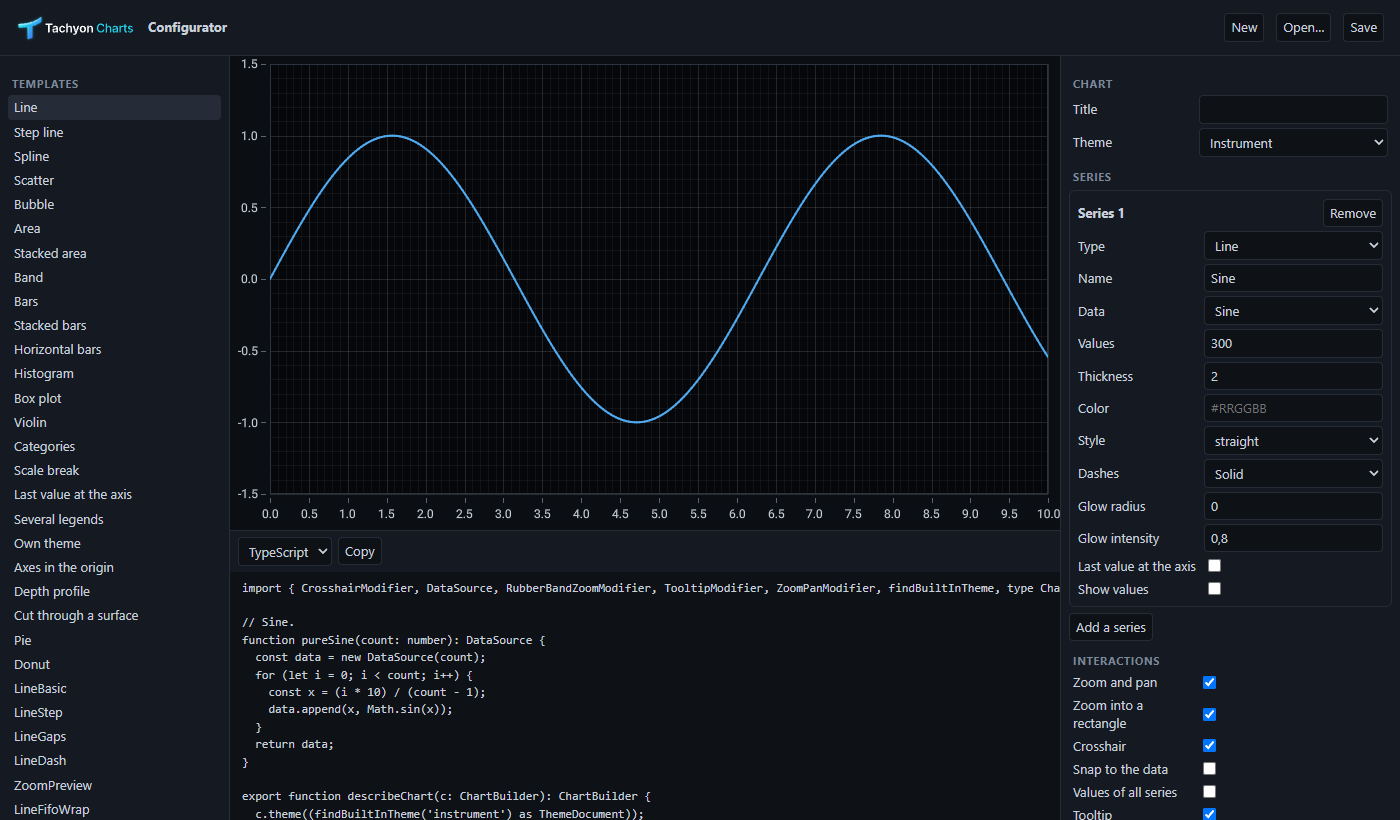 Tachyon Charts Configurator
New Open... Save
TEMPLATES
Line
Step line
Spline
Scatter
Bubble
Area
Stacked area
Band
Bars
Stacked bars
Horizontal bars
Histogram
Box plot
Violin
Categories
Scale break
Last value at the axis
Several legends
Own theme
Axes in the origin
Depth profile
Cut through a surface
Pie
Donut
LineBasic
LineStep
LineGaps
LineDash
ZoomPreview
LineFifoWrap
1.5
1.0
0.5
0.0
-0.5
-1.0
-1.5
0.0 0.5 1.0 1.5 2.0 2.5 3.0 3.5 4.0 4.5 5.0 5.5 6.0 6.5 7.0 7.5 8.0 8.5 9.0 9.5 10.0
TypeScript Copy
import { CrosshairModifier, DataSource, RubberBandZoomModifier, TooltipModifier, ZoomPanModifier, findBuiltInTheme, type Cha
// Sine.
function pureSine(count: number): DataSource {
const data = new DataSource(count);
for (let i = 0; i < count; i++) {
const x = (i * 10) / (count - 1);
data.append(x, Math.sin(x));
}
return data;
}
export function describeChart(c: ChartBuilder): ChartBuilder {
c.theme((findBuiltInTheme('instrument') as ThemeDocument));
CHART
Title
Theme Instrument
SERIES
Series 1 Remove
Type Line
Name Sine
Data Sine
Values 300
Thickness 2
Color #RRGGBB
Style straight
Dashes Solid
Glow radius 0
Glow intensity 0,8
Last value at the axis
Show values
Add a series
INTERACTIONS
Zoom and pan
Zoom into a
rectangle
Crosshair
Snap to the data
Values of all series
Tooltip